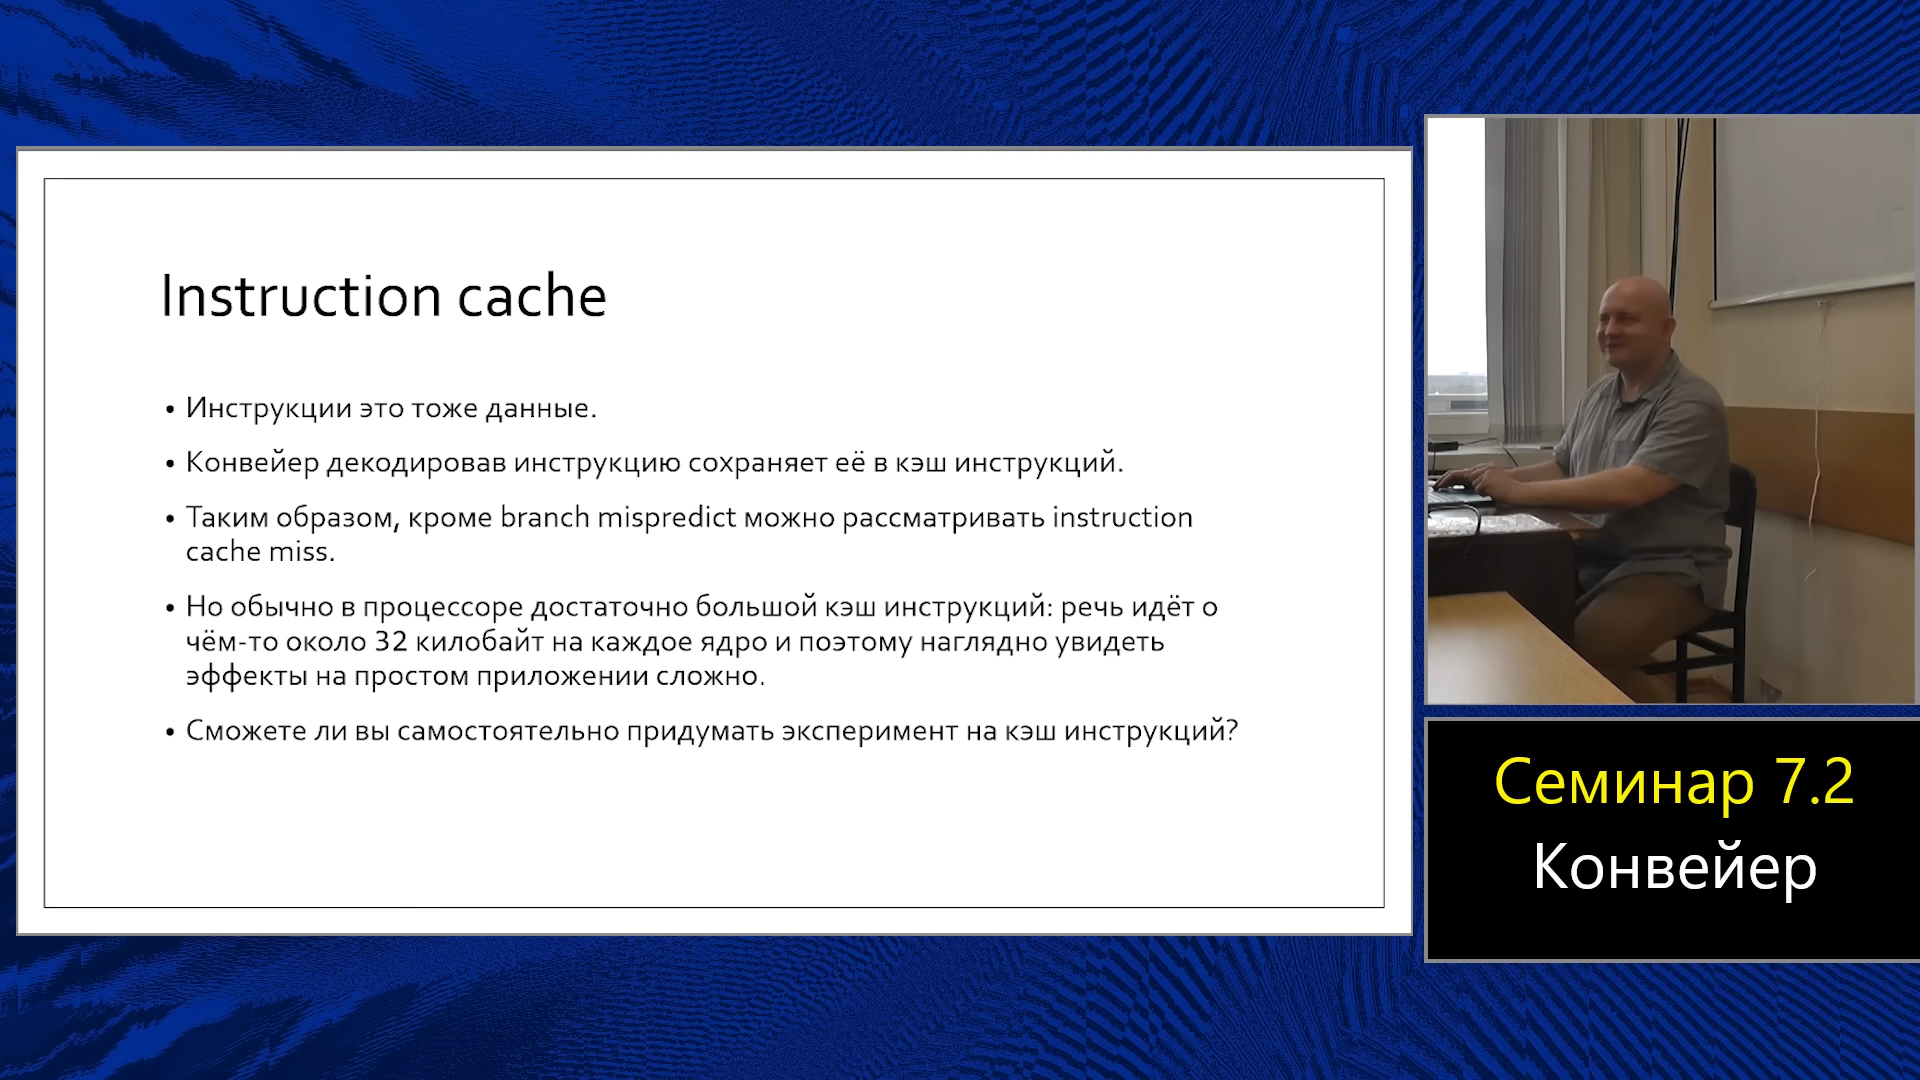 Instruction cache
• Инструкции это тоже данные.
• Конвейер декодировав инструкцию сохраняет её в кэш инструкций.
• Таким образом, кроме branch mispredict можно рассматривать instruction
cache miss.
• Но обычно в процессоре достаточно большой кэш инструкций: речь идёт о
чём-то около 32 килобайт на каждое ядро и поэтому наглядно увидеть
эффекты на простом приложении сложно.
• Сможете ли вы самостоятельно придумать эксперимент на кэш инструкций?
Семинар 7.2
Конвейер